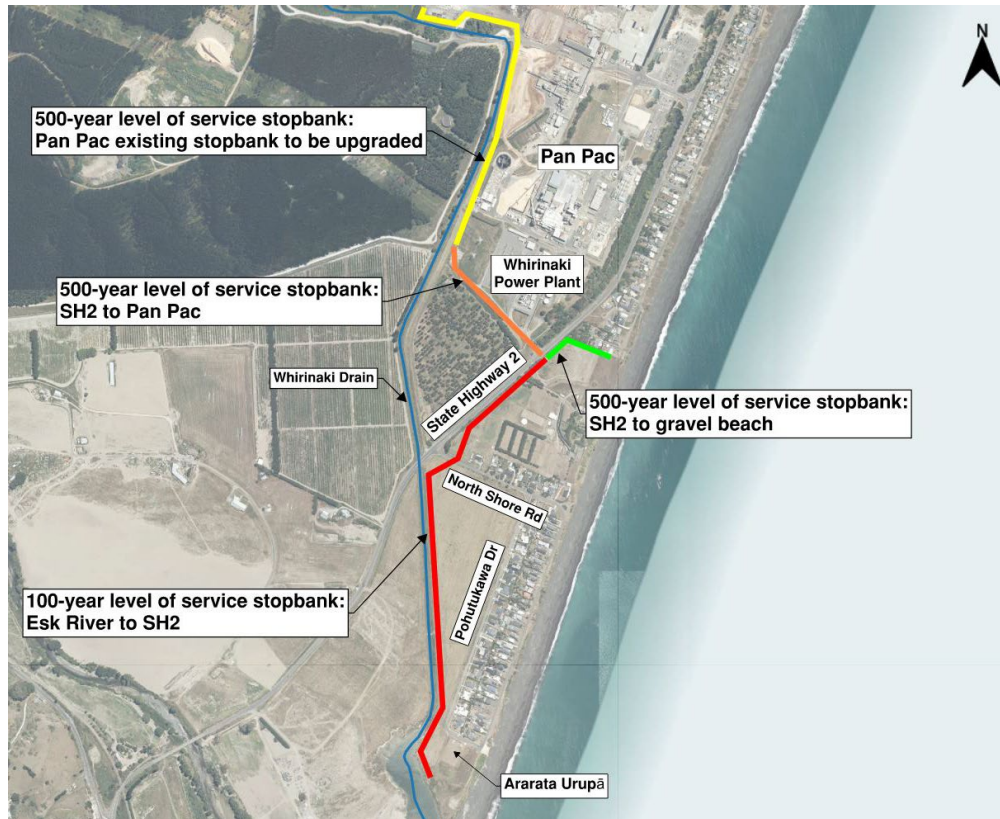 N
500-year level of service stopbank:
Pan Pac existing stopbank to be upgraded
Pan Pac
Whirinaki
Power Plant
500-year level of service stopbank:
SH2 to Pan Pac
State Highway 2
Whirinaki Drain
500-year level of service stopbank:
SH2 to gravel beach
North Shore Rd
Pohutukawa Dr
100-year level of service stopbank:
Esk River to SH2
Ararata Urupā